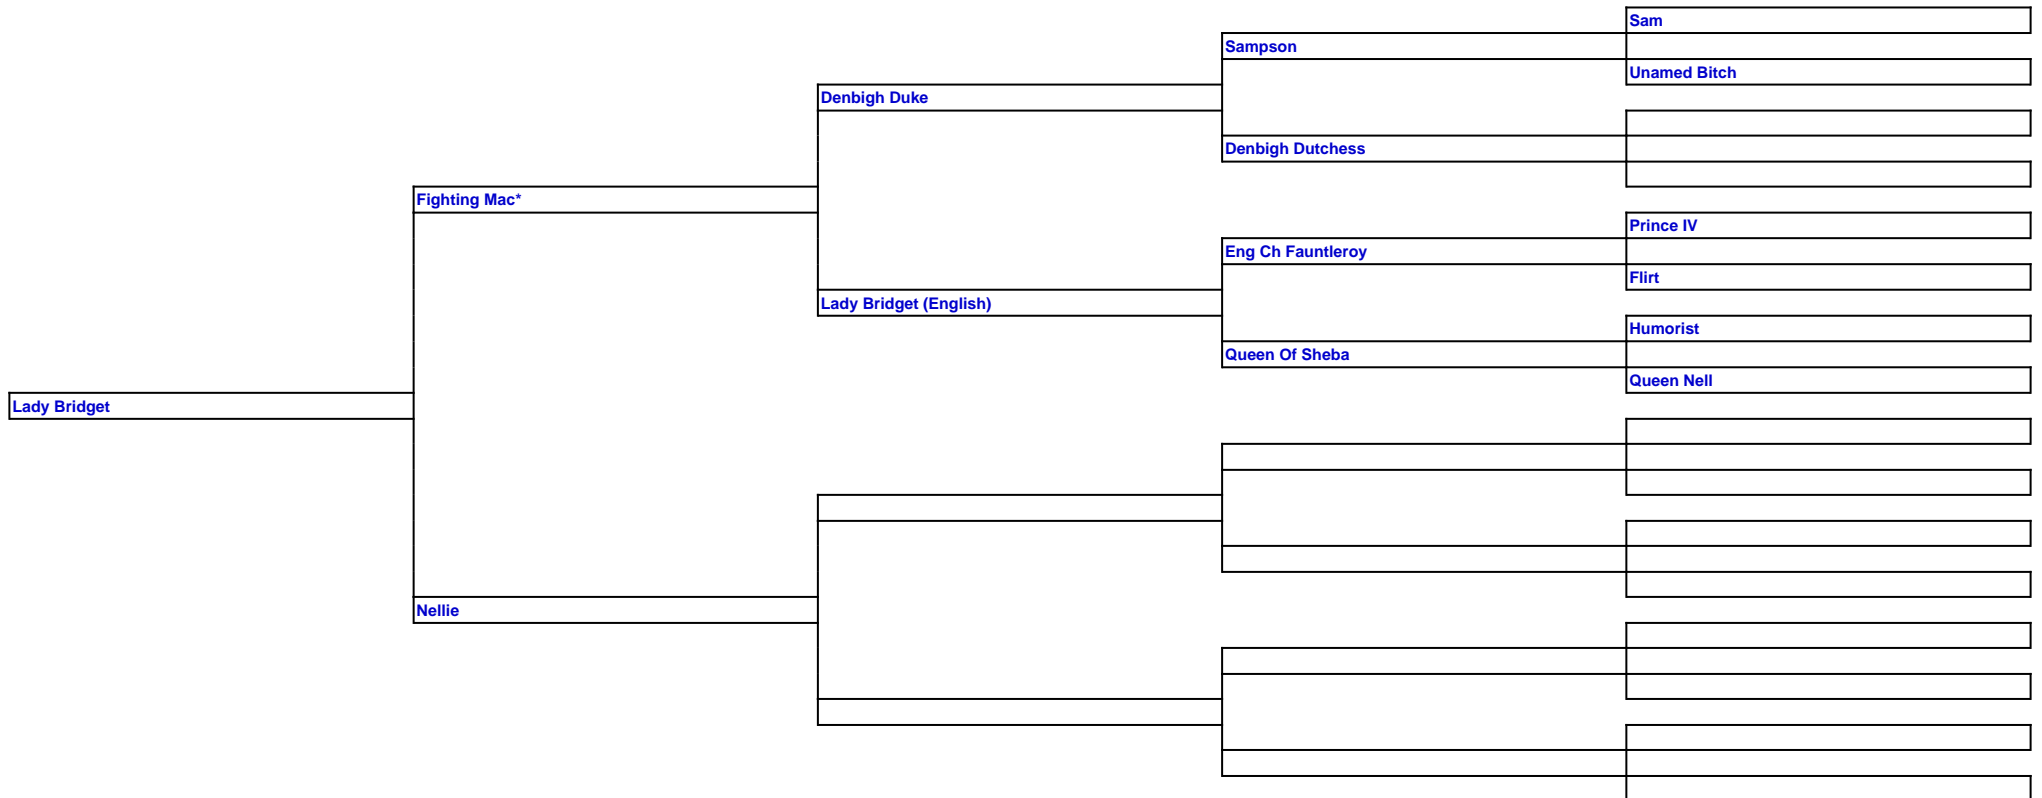 Sam
Sampson
Unamed Bitch
Denbigh Duke
Denbigh Dutchess
Fighting Mac*
Prince IV
Eng Ch Fauntleroy
Flirt
Lady Bridget (English)
Humorist
Queen Of Sheba
Queen Nell
Lady Bridget
Nellie